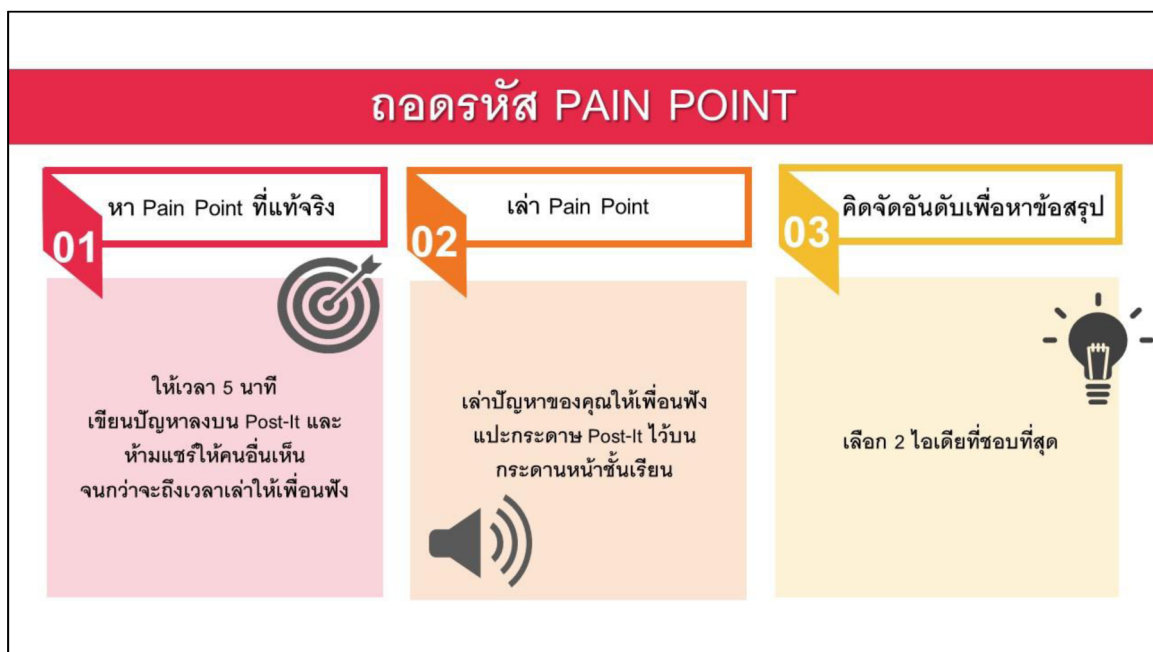 ถอดรหัส PAIN POINT
01
หา Pain Point ที่แท้จริง
ให้เวลา 5 นาที
เขียนปัญหาลงบน Post-It และ
ห้ามแชร์ให้คนอื่นเห็น
จนกว่าจะถึงเวลาเล่าให้เพื่อนฟัง
02
เล่า Pain Point
เล่าปัญหาของคุณให้เพื่อนฟัง
แปะกระดาษ Post-It ไว้บน
กระดานหน้าชั้นเรียน
03
คิดจัดอันดับเพื่อหาข้อสรุป
เลือก 2 ไอเดียที่ชอบที่สุด